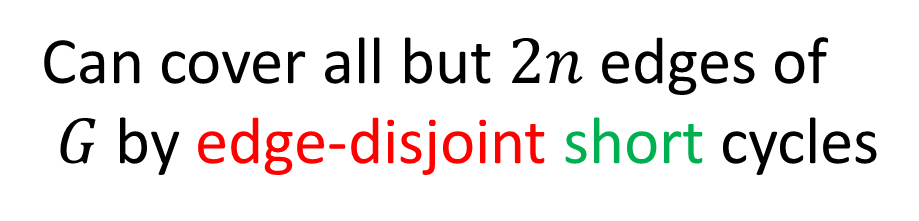 Can cover all but 2n edges of
G by edge-disjoint short cycles